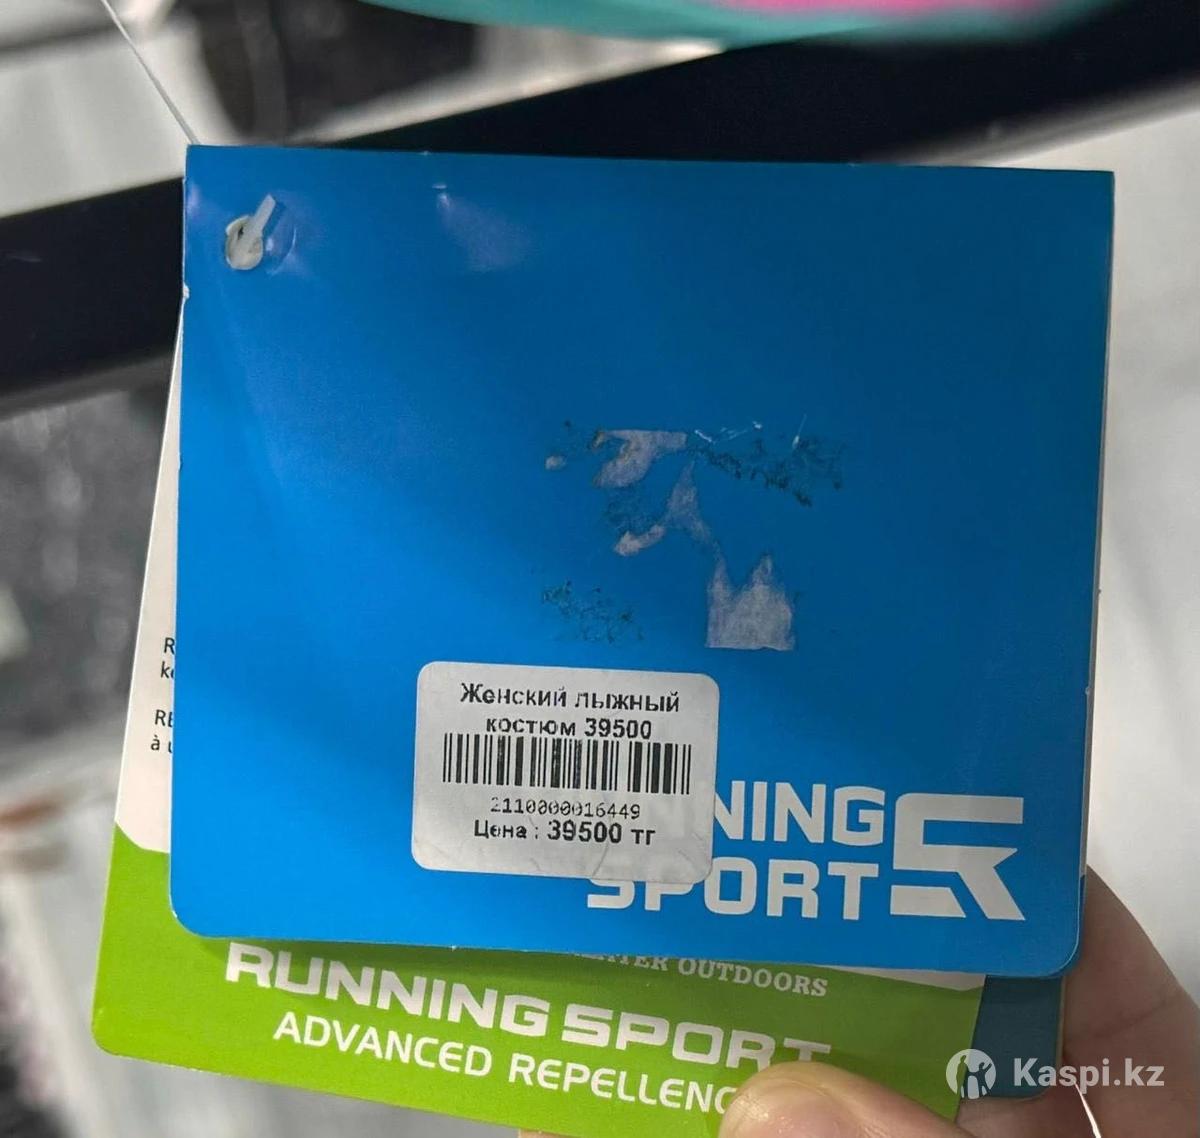 Женский лыжный
костюм 39500
2110000016449
Цена : 39500 тг
NING
SPORT
OUTDOORS
RUNNING SPORT
ADVANCED REPELLENC
à
Kaspi.kz